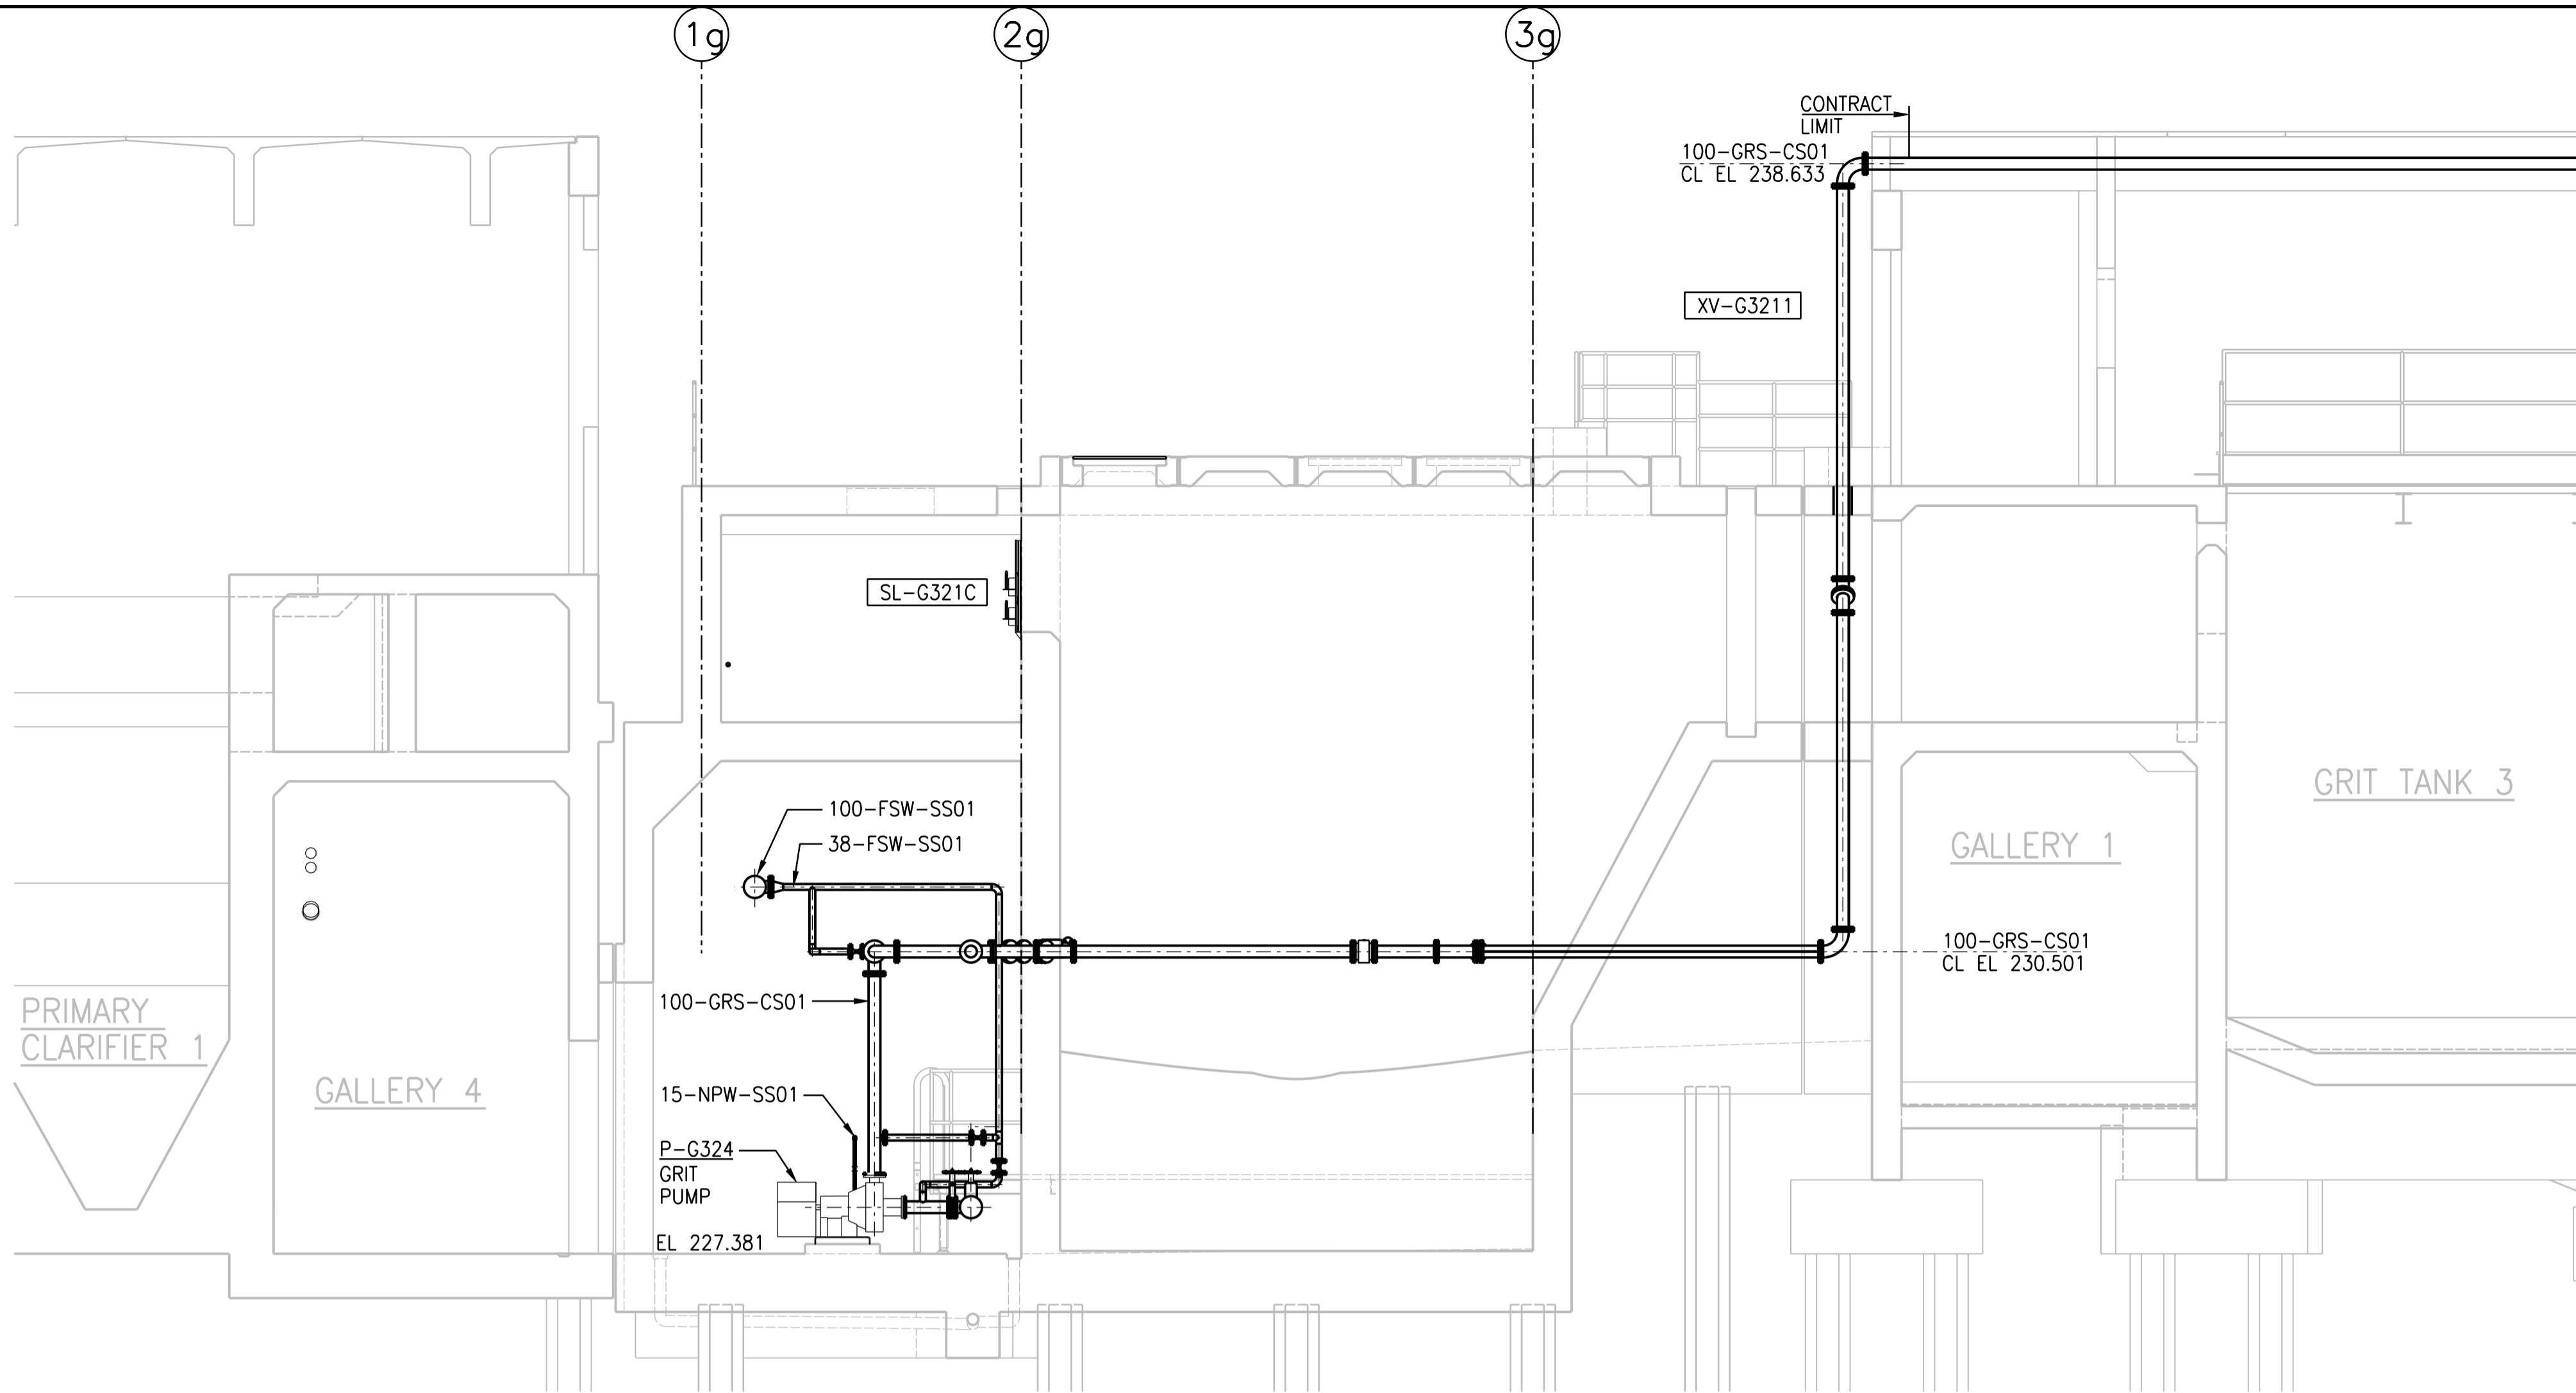 1g
2g
3g
CONTRACT
LIMIT
100-GRS-CS01
CL EL 238.633
XV-G3211
SL-G321C
GRIT TANK 3
100-FSW-SS01
38-FSW-SS01
GALLERY 1
100-GRS-CS01
CL EL 230.501
100-GRS-CS01
PRIMARY
CLARIFIER 1
GALLERY 4
15-NPW-SS01
P-G324
GRIT
PUMP
EL 227.381